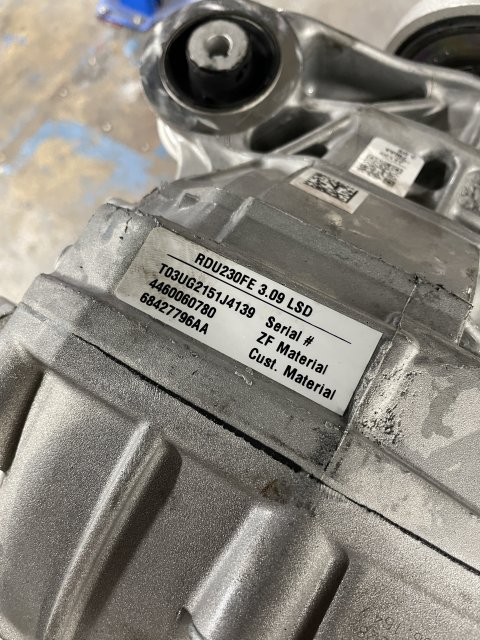 RDU230FE 3.09 LSD
T03UG2151J4139 Serial #
4460060780 ZF Material
68427796AA Cust. Material